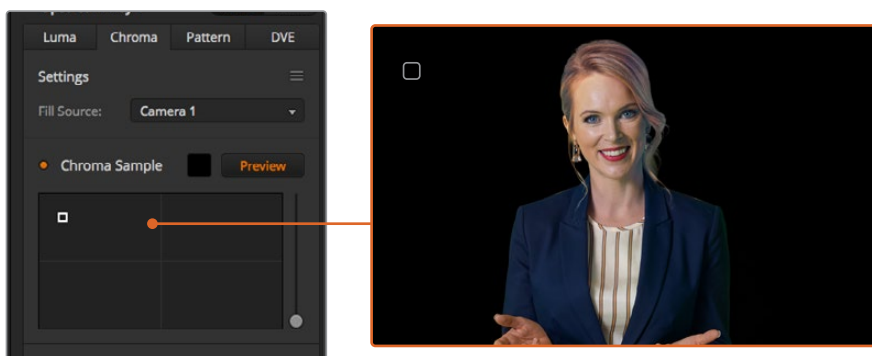 Luma Chroma Pattern DVE
Settings
Fill Source: Camera 1
Chroma Sample Preview